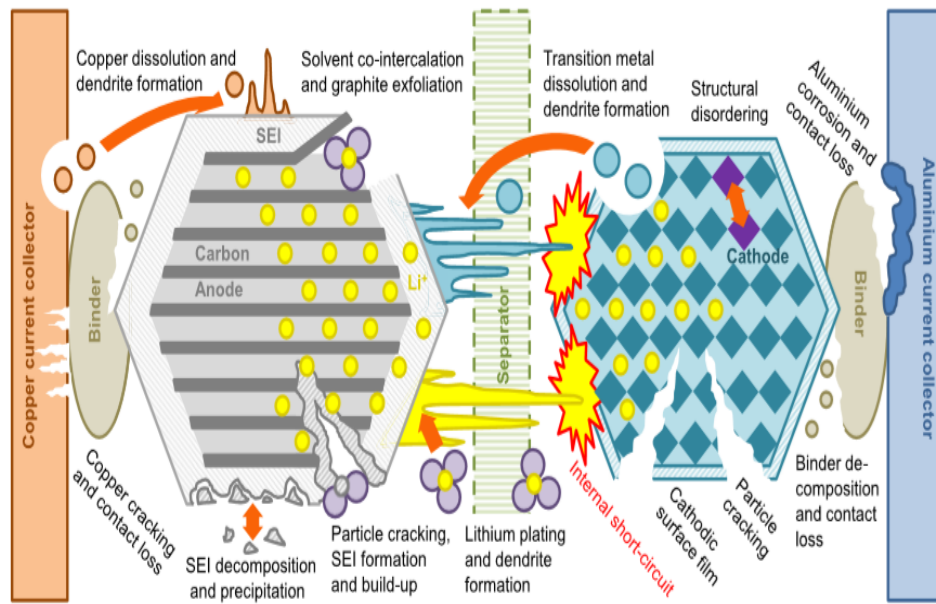 Copper dissolution and
dendrite formation
Solvent co-intercalation
and graphite exfoliation
Transition metal
dissolution and
dendrite formation
Structural
disordering
Aluminium
corrosion and
contact loss
Copper current collector
Binder
SEI
Carbon
Anode
Li+
Separator
Cathode
Binder
Aluminium current collector
Copper cracking
and contact loss
SEI decomposition
and precipitation
Particle cracking,
SEI formation
and build-up
Lithium plating
and dendrite
formation
Internal short-circuit
Cathodic
surface film
Particle
cracking
Binder de-
composition
and contact
loss